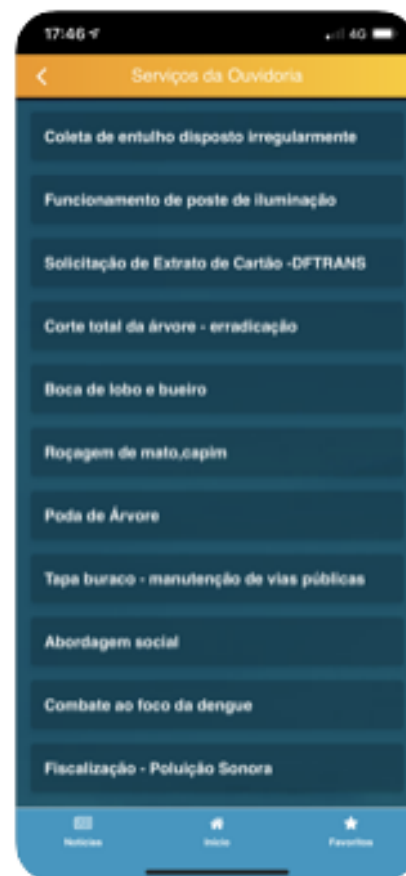 17:46
4G
Serviços da Ouvidoria
Coleta de entulho disposto irregularmente
Funcionamento de poste de iluminação
Solicitação de Extrato de Cartão -DFTRANS
Corte total da árvore - erradicação
Boca de lobo e bueiro
Roçagem de mato,capim
Poda de Árvore
Tapa buraco - manutenção de vias públicas
Abordagem social
Combate ao foco da dengue
Fiscalização - Poluição Sonora
Notícias Início Favoritos